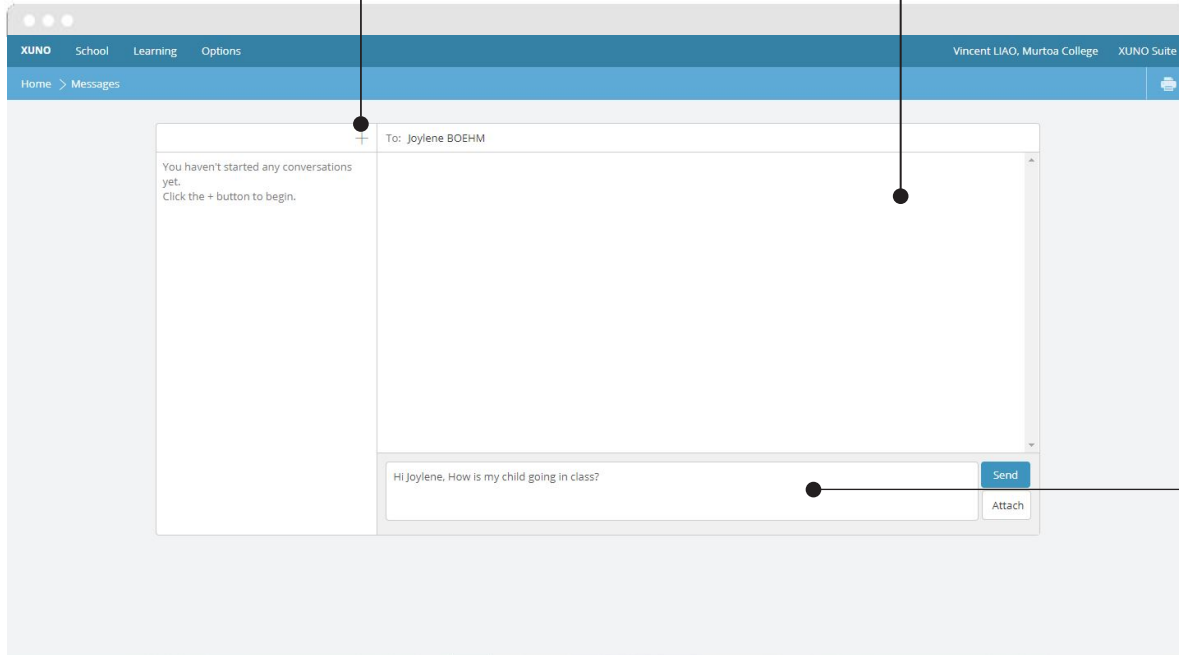 XUNO School Learning Options Vincent LIAO, Murtoa College XUNO Suite
Home > Messages
+ To: Joylene BOEHM
You haven't started any conversations
yet.
Click the + button to begin.
Hi Joylene, How is my child going in class?
Send
Attach